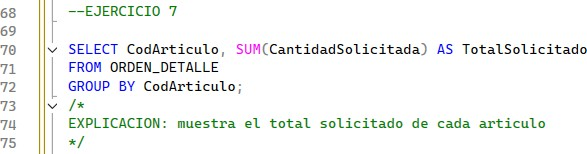 68 --EJERCICIO 7
69
70 SELECT CodArticulo, SUM(CantidadSolicitada) AS TotalSolicitado
71 FROM ORDEN_DETALLE
72 GROUP BY CodArticulo;
73 /*
74 EXPLICACION: muestra el total solicitado de cada articulo
75 */